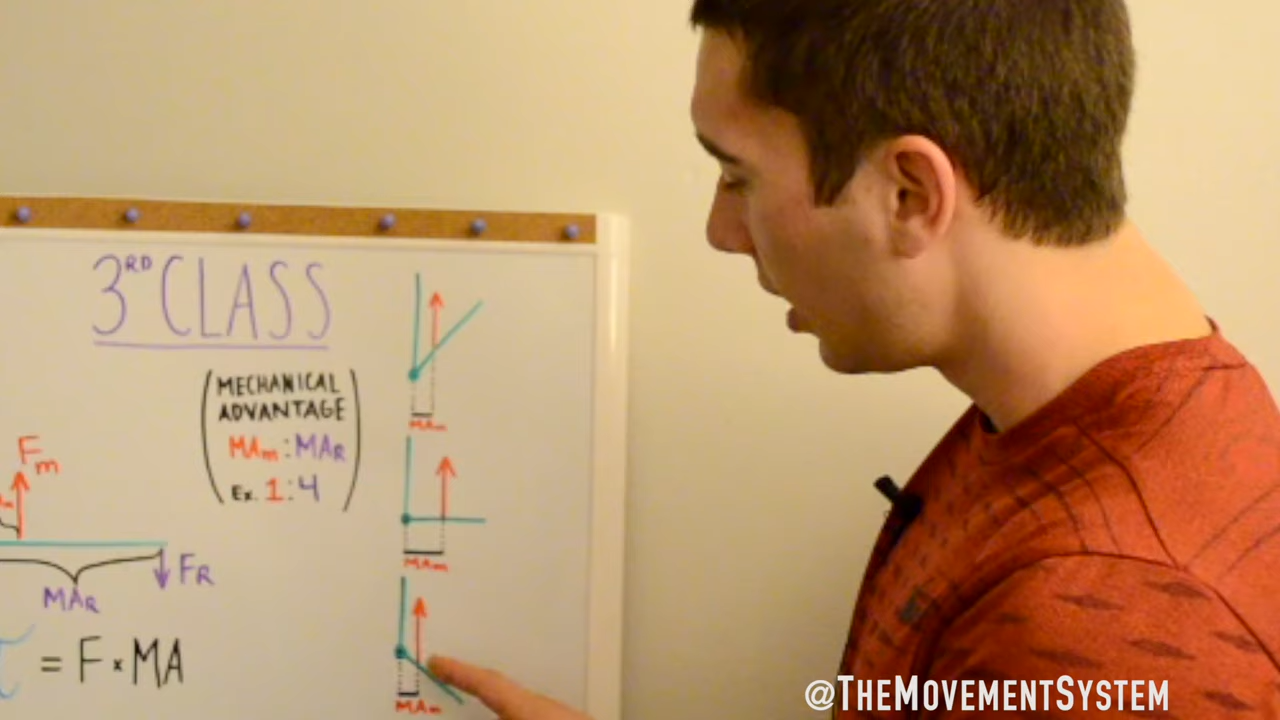 3RD CLASS
(MECHANICAL
ADVANTAGE
MAm:MAR
Ex. 1:4)
Fm
FR
MAR
τ = F·MA
MAm
MAm
MAm
@THEMOVEMENTSYSTEM